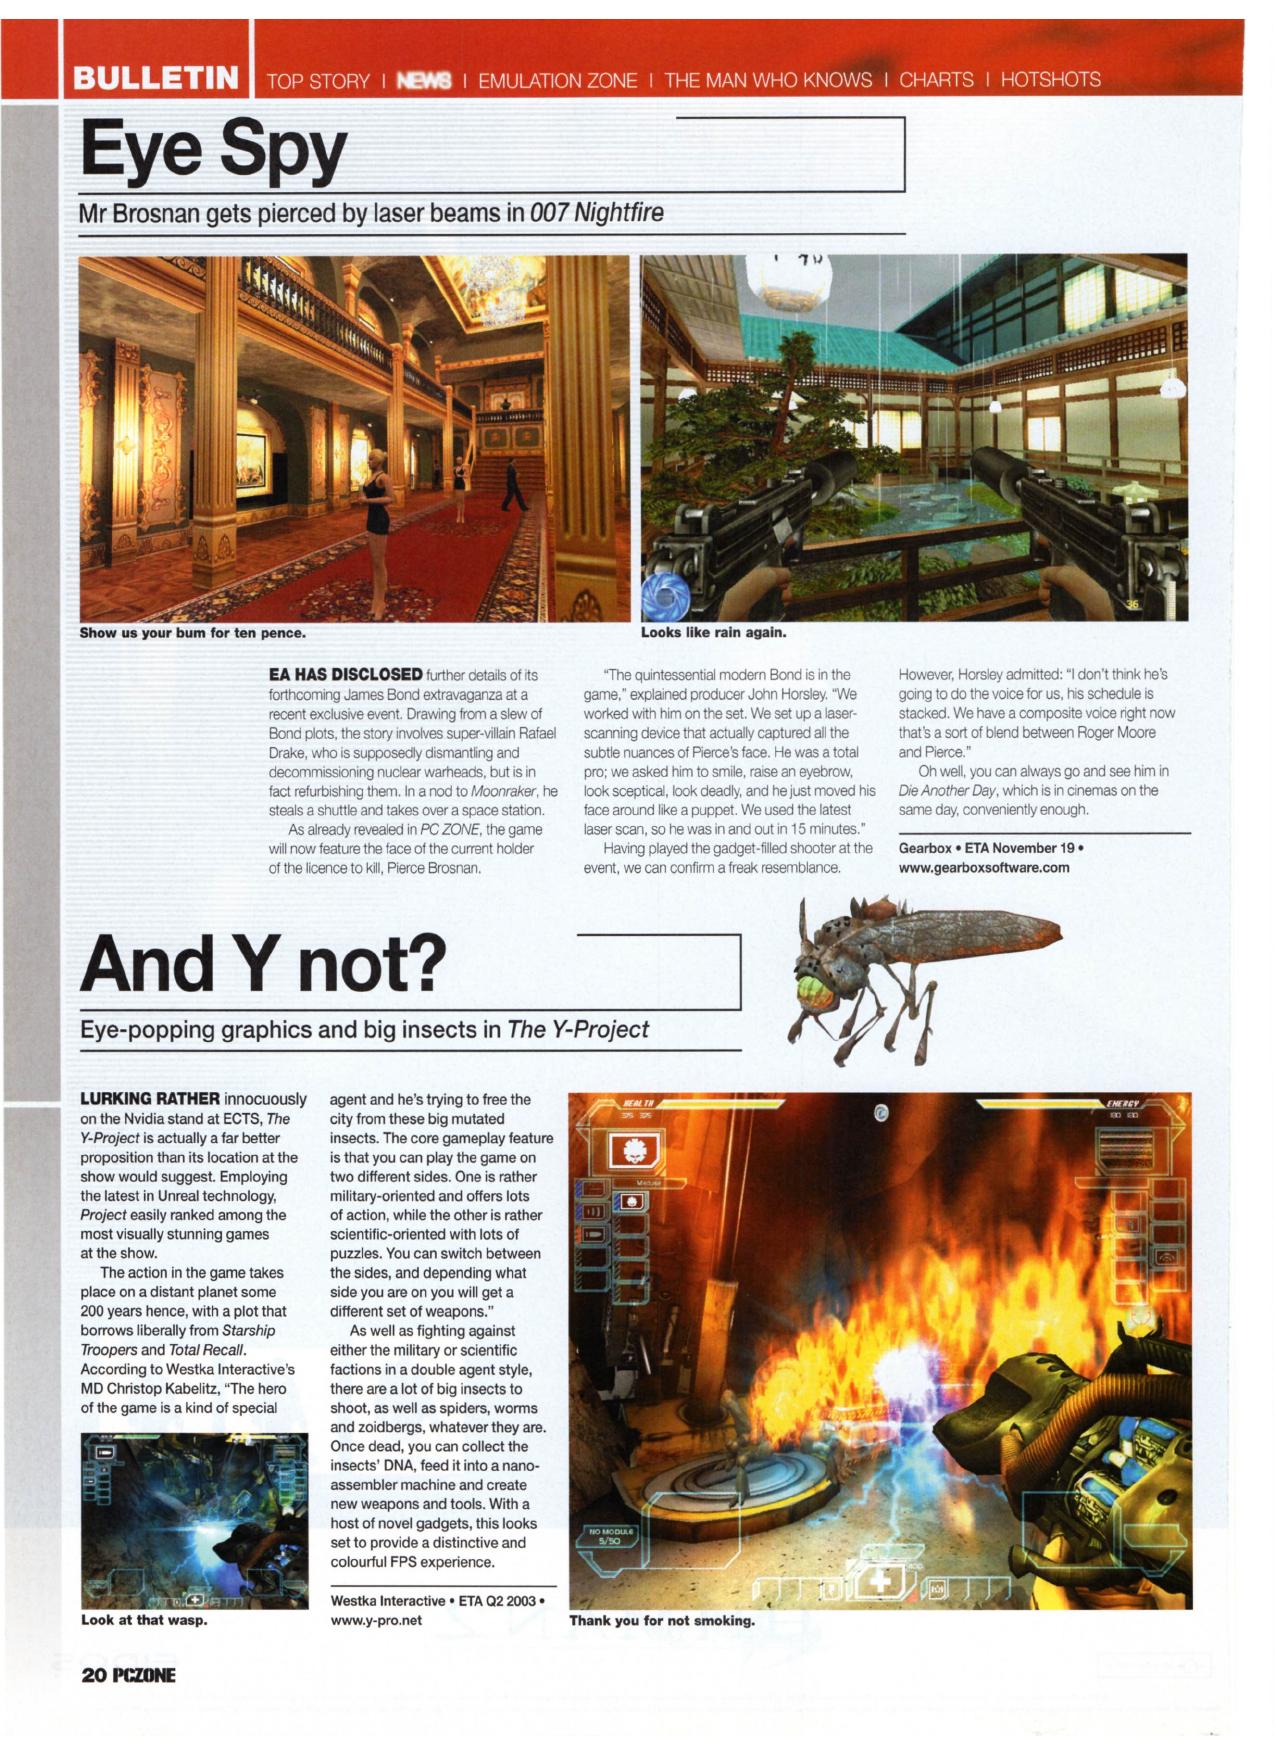 BULLETIN
TOP STORY | NEWS | EMULATION ZONE | THE MAN WHO KNOWS | CHARTS | HOTSHOTS
Eye Spy
Mr Brosnan gets pierced by laser beams in 007 Nightfire
36
Show us your bum for ten pence.
Looks like rain again.
EA HAS DISCLOSED further details of its
forthcoming James Bond extravaganza at a
recent exclusive event. Drawing from a slew of
Bond plots, the story involves super-villain Rafael
Drake, who is supposedly dismantling and
decommissioning nuclear warheads, but is in
fact refurbishing them. In a nod to Moonraker, he
steals a shuttle and takes over a space station.
As already revealed in PC ZONE, the game
will now feature the face of the current holder
of the licence to kill, Pierce Brosnan.
“The quintessential modern Bond is in the
game,” explained producer John Horsley. “We
worked with him on the set. We set up a laser-
scanning device that actually captured all the
subtle nuances of Pierce's face. He was a total
pro; we asked him to smile, raise an eyebrow,
look sceptical, look deadly, and he just moved his
face around like a puppet. We used the latest
laser scan, so he was in and out in 15 minutes.”
Having played the gadget-filled shooter at the
event, we can confirm a freak resemblance.
However, Horsley admitted: “I don't think he's
going to do the voice for us, his schedule is
stacked. We have a composite voice right now
that's a sort of blend between Roger Moore
and Pierce.”
Oh well, you can always go and see him in
Die Another Day, which is in cinemas on the
same day, conveniently enough.
Gearbox • ETA November 19 •
www.gearboxsoftware.com
And Y not?
Eye-popping graphics and big insects in The Y-Project
LURKING RATHER innocuously
on the Nvidia stand at ECTS, The
Y-Project is actually a far better
proposition than its location at the
show would suggest. Employing
the latest in Unreal technology,
Project easily ranked among the
most visually stunning games
at the show.
The action in the game takes
place on a distant planet some
200 years hence, with a plot that
borrows liberally from Starship
Troopers and Total Recall.
According to Westka Interactive's
MD Christop Kabelitz, “The hero
of the game is a kind of special
Look at that wasp.
agent and he's trying to free the
city from these big mutated
insects. The core gameplay feature
is that you can play the game on
two different sides. One is rather
military-oriented and offers lots
of action, while the other is rather
scientific-oriented with lots of
puzzles. You can switch between
the sides, and depending what
side you are on you will get a
different set of weapons.”
As well as fighting against
either the military or scientific
factions in a double agent style,
there are a lot of big insects to
shoot, as well as spiders, worms
and zoidbergs, whatever they are.
Once dead, you can collect the
insects' DNA, feed it into a nano-
assembler machine and create
new weapons and tools. With a
host of novel gadgets, this looks
set to provide a distinctive and
colourful FPS experience.
Westka Interactive • ETA Q2 2003 •
www.y-pro.net
HEALTH
375 375
ENERGY
Medusa
NO MODULE
5/50
Thank you for not smoking.
20 PCZONE